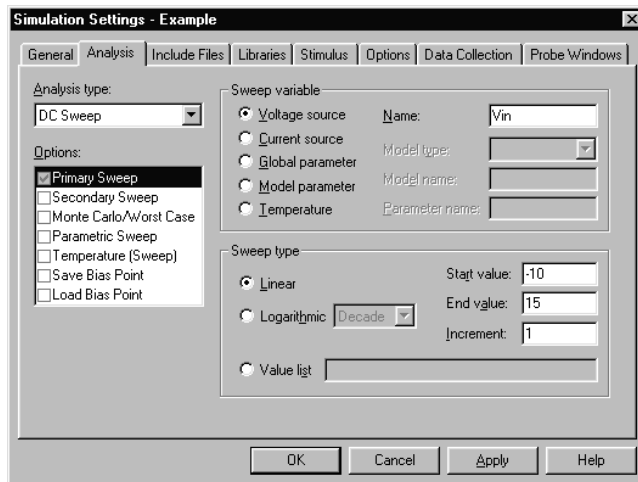 Simulation Settings - Example
General Analysis Include Files Libraries Stimulus Options Data Collection Probe Windows
Analysis type:
DC Sweep
Options:
Primary Sweep
Secondary Sweep
Monte Carlo/Worst Case
Parametric Sweep
Temperature (Sweep)
Save Bias Point
Load Bias Point
Sweep variable
Voltage source
Current source
Global parameter
Model parameter
Temperature
Name: Vin
Model type:
Model name:
Parameter name:
Sweep type
Linear
Logarithmic Decade
Value list
Start value: -10
End value: 15
Increment: 1
OK Cancel Apply Help